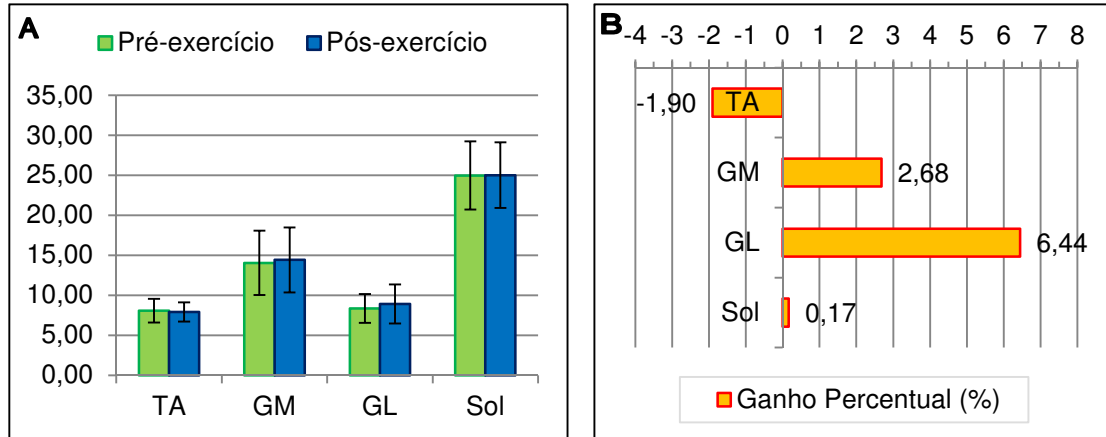 A
Pré-exercício Pós-exercício
35,00
30,00
25,00
20,00
15,00
10,00
5,00
0,00
TA GM GL Sol
B
-4 -3 -2 -1 0 1 2 3 4 5 6 7 8
-1,90 TA
GM 2,68
GL 6,44
Sol 0,17
Ganho Percentual (%)